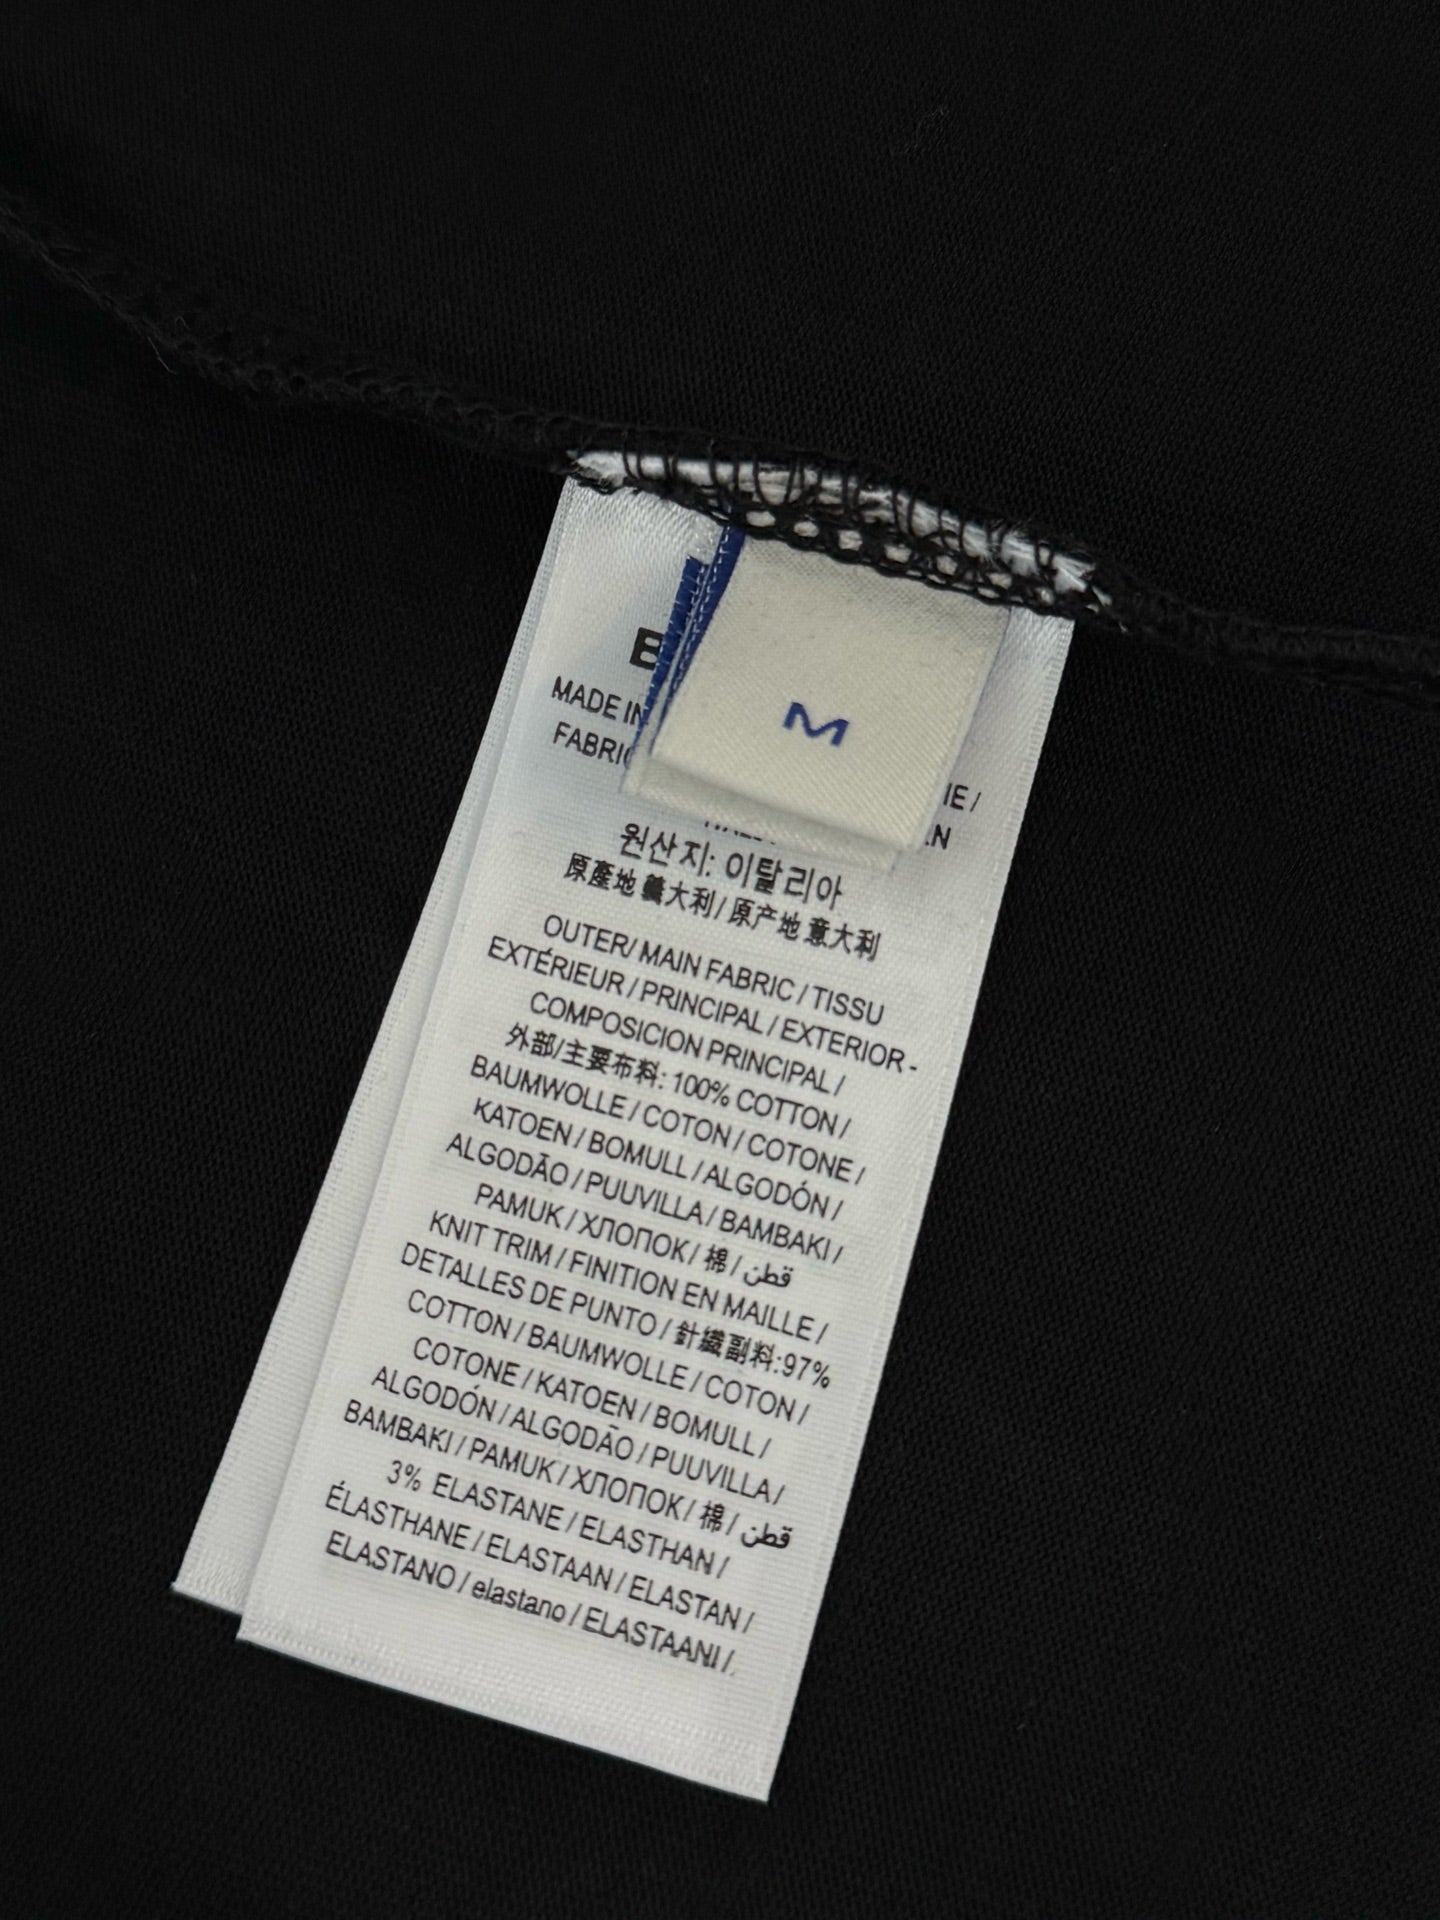 M
MADE IN
원산지: 이탈리아
原產地 義大利 / 原产地 意大利
OUTER/ MAIN FABRIC / TISSU
EXTÉRIEUR / PRINCIPAL / EXTERIOR -
COMPOSICION PRINCIPAL /
外部/主要布料: 100% COTTON /
BAUMWOLLE / COTON / COTONE /
KATOEN / BOMULL / ALGODÓN /
ALGODÃO / PUUVILLA / BAMBAKI /
PAMUK / ХЛОПОК / 棉 / قطن
KNIT TRIM / FINITION EN MAILLE /
DETALLES DE PUNTO / 針織副料:97%
COTTON / BAUMWOLLE / COTON /
COTONE / KATOEN / BOMULL /
ALGODÓN / ALGODÃO / PUUVILLA /
BAMBAKI / PAMUK / ХЛОПОК / 棉 / قطن
3% ELASTANE / ELASTHAN /
ÉLASTHANE / ELASTAAN / ELASTAN /
ELASTANO / elastano / ELASTAANI /